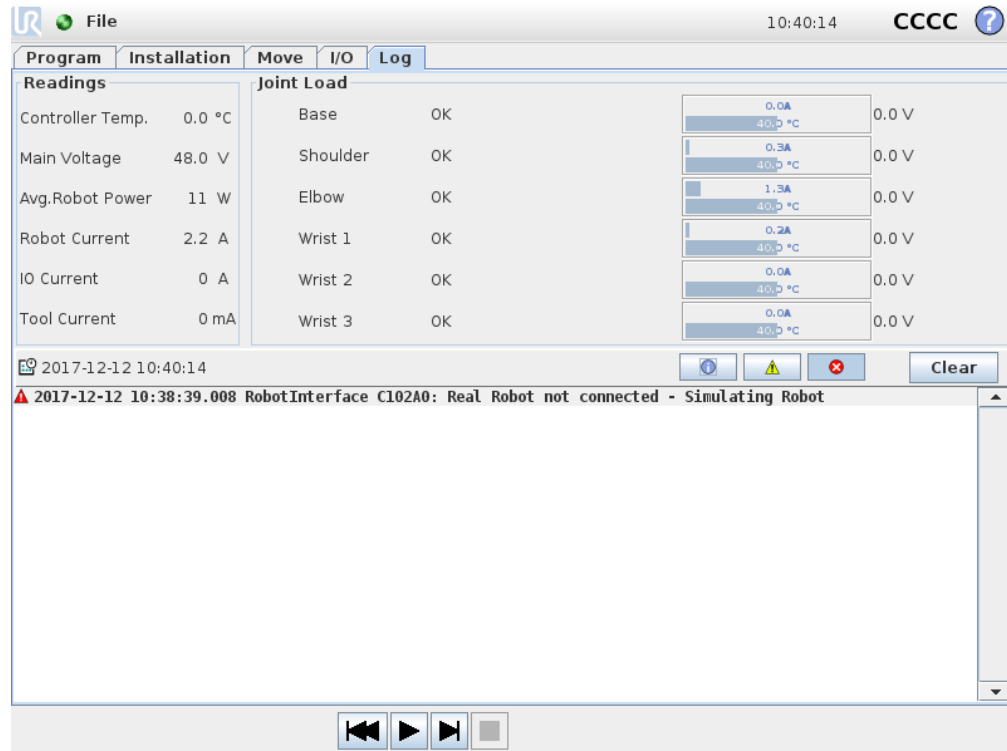 UR File 10:40:14 CCCC ?
Program Installation Move I/O Log
Readings Joint Load
Controller Temp. 0.0 °C Base OK 0.0A 40.0 °C 0.0 V
Main Voltage 48.0 V Shoulder OK 0.3A 40.0 °C 0.0 V
Avg.Robot Power 11 W Elbow OK 1.3A 40.0 °C 0.0 V
Robot Current 2.2 A Wrist 1 OK 0.2A 40.0 °C 0.0 V
IO Current 0 A Wrist 2 OK 0.0A 40.0 °C 0.0 V
Tool Current 0 mA Wrist 3 OK 0.0A 40.0 °C 0.0 V
2017-12-12 10:40:14 Clear
2017-12-12 10:38:39.008 RobotInterface C102A0: Real Robot not connected - Simulating Robot